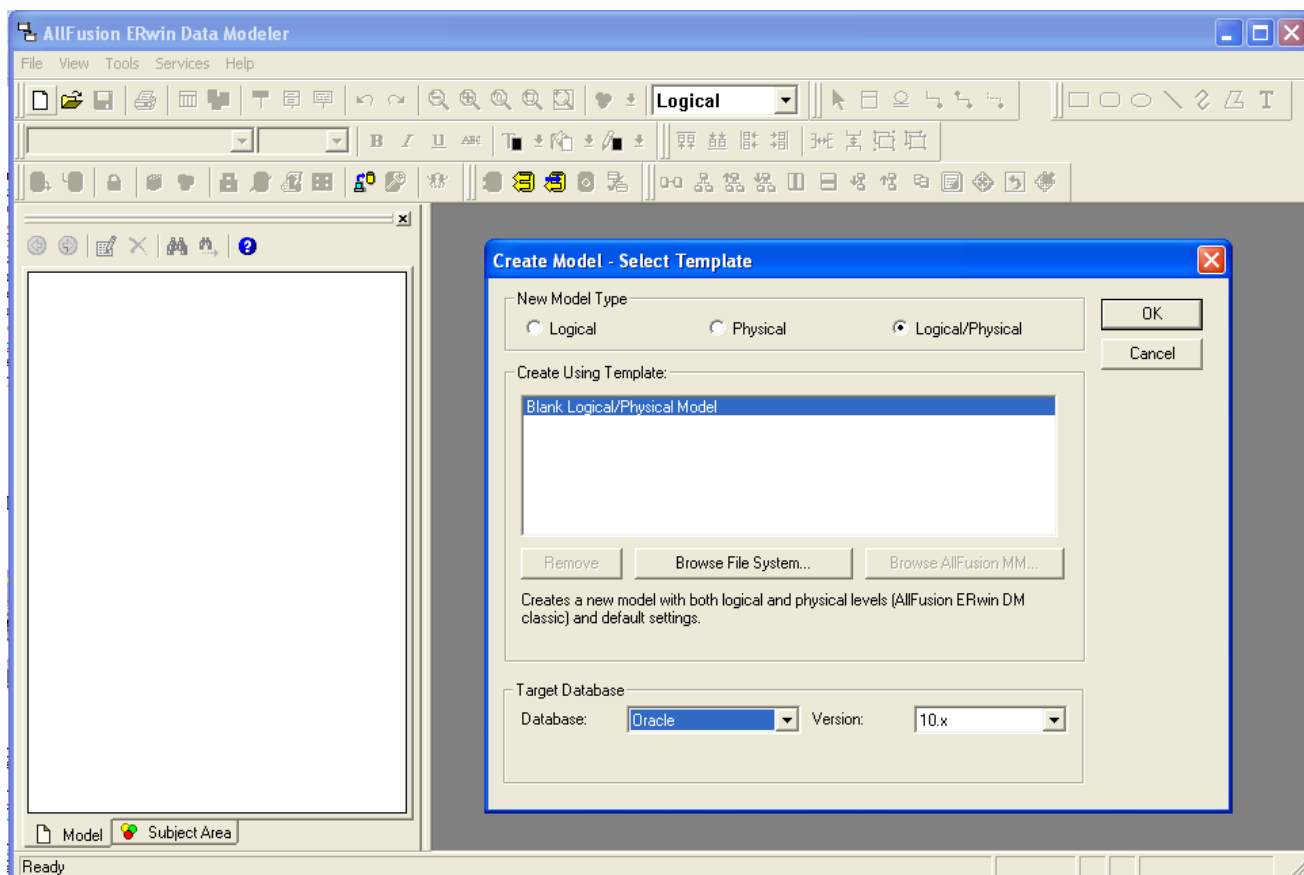 AllFusion ERwin Data Modeler
File View Tools Services Help
Logical
B I U ABC T
Create Model - Select Template
New Model Type
Logical Physical Logical/Physical
OK
Cancel
Create Using Template:
Blank Logical/Physical Model
Remove Browse File System... Browse AllFusion MM...
Creates a new model with both logical and physical levels (AllFusion ERwin DM
classic) and default settings.
Target Database
Database: Oracle Version: 10.x
Model Subject Area
Ready